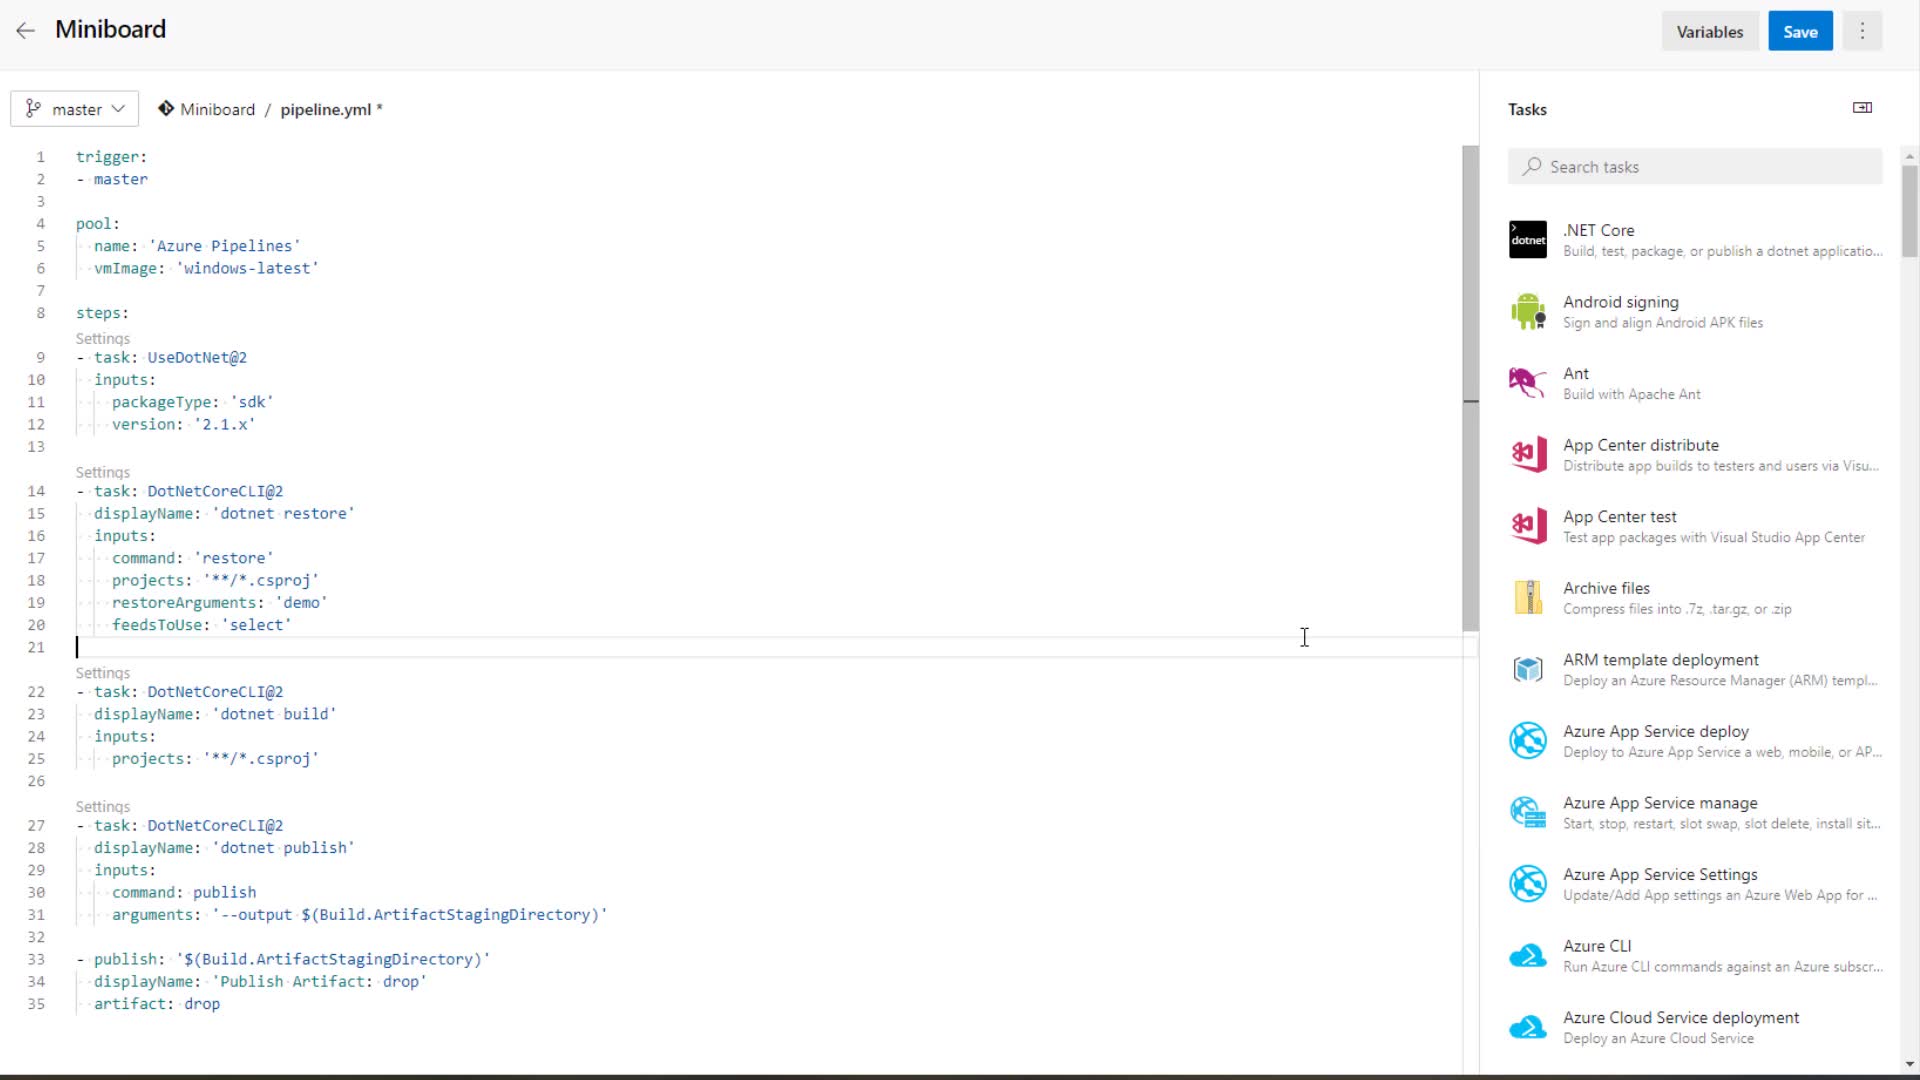 Miniboard
Variables
Save
master
Miniboard / pipeline.yml *
1 trigger:
2 - master
3
4 pool:
5 name: 'Azure Pipelines'
6 vmImage: 'windows-latest'
7
8 steps:
Settings
9 - task: UseDotNet@2
10 inputs:
11 packageType: 'sdk'
12 version: '2.1.x'
13
Settings
14 - task: DotNetCoreCLI@2
15 displayName: 'dotnet restore'
16 inputs:
17 command: 'restore'
18 projects: '**/*.csproj'
19 restoreArguments: 'demo'
20 feedsToUse: 'select'
21
Settings
22 - task: DotNetCoreCLI@2
23 displayName: 'dotnet build'
24 inputs:
25 projects: '**/*.csproj'
26
Settings
27 - task: DotNetCoreCLI@2
28 displayName: 'dotnet publish'
29 inputs:
30 command: publish
31 arguments: '--output $(Build.ArtifactStagingDirectory)'
32
33 - publish: '$(Build.ArtifactStagingDirectory)'
34 displayName: 'Publish Artifact: drop'
35 artifact: drop
Tasks
Search tasks
dotnet
.NET Core
Build, test, package, or publish a dotnet applicatio...
Android signing
Sign and align Android APK files
Ant
Build with Apache Ant
App Center distribute
Distribute app builds to testers and users via Visu...
App Center test
Test app packages with Visual Studio App Center
Archive files
Compress files into .7z, .tar.gz, or .zip
ARM template deployment
Deploy an Azure Resource Manager (ARM) templ...
Azure App Service deploy
Deploy to Azure App Service a web, mobile, or AP...
Azure App Service manage
Start, stop, restart, slot swap, slot delete, install sit...
Azure App Service Settings
Update/Add App settings an Azure Web App for ...
Azure CLI
Run Azure CLI commands against an Azure subscr...
Azure Cloud Service deployment
Deploy an Azure Cloud Service